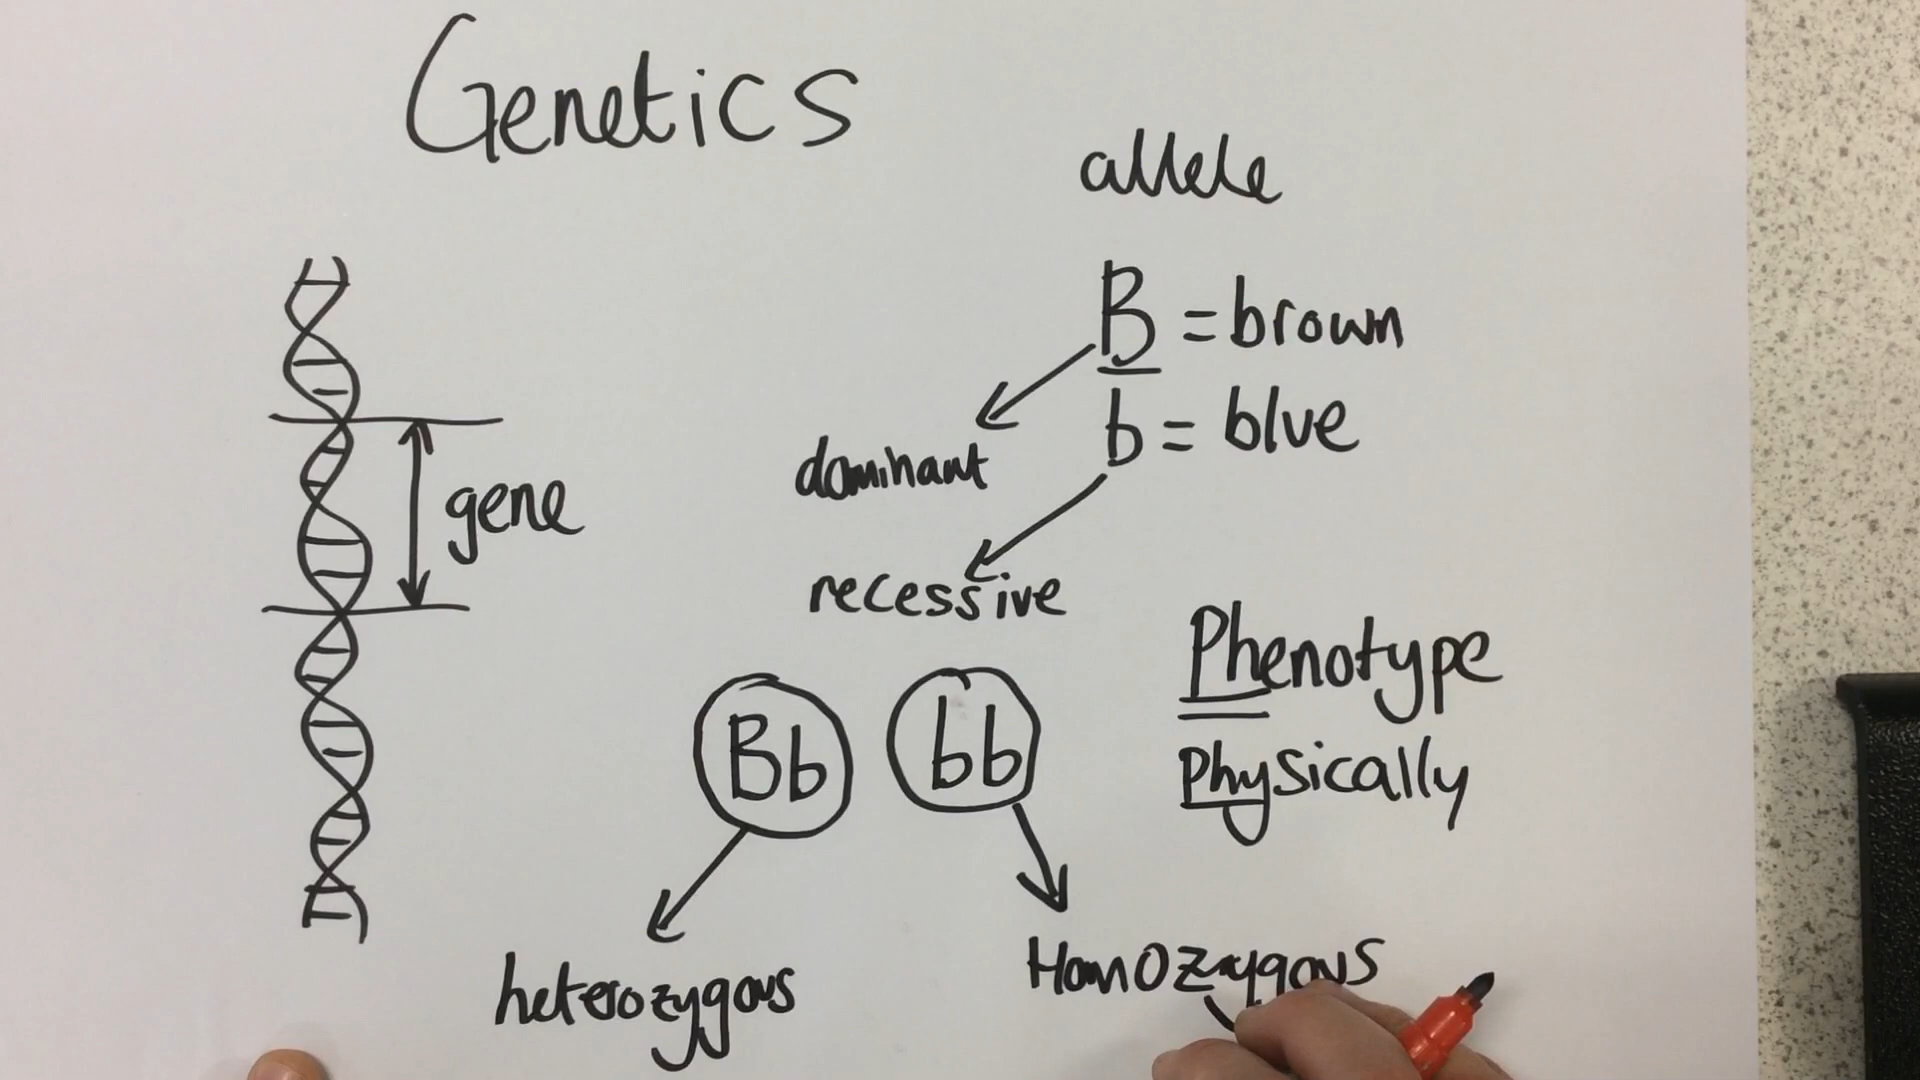 Genetics
allele
B = brown
b = blue
dominant
recessive
gene
Phenotype
physically
Bb
bb
heterozygous
Homozygous